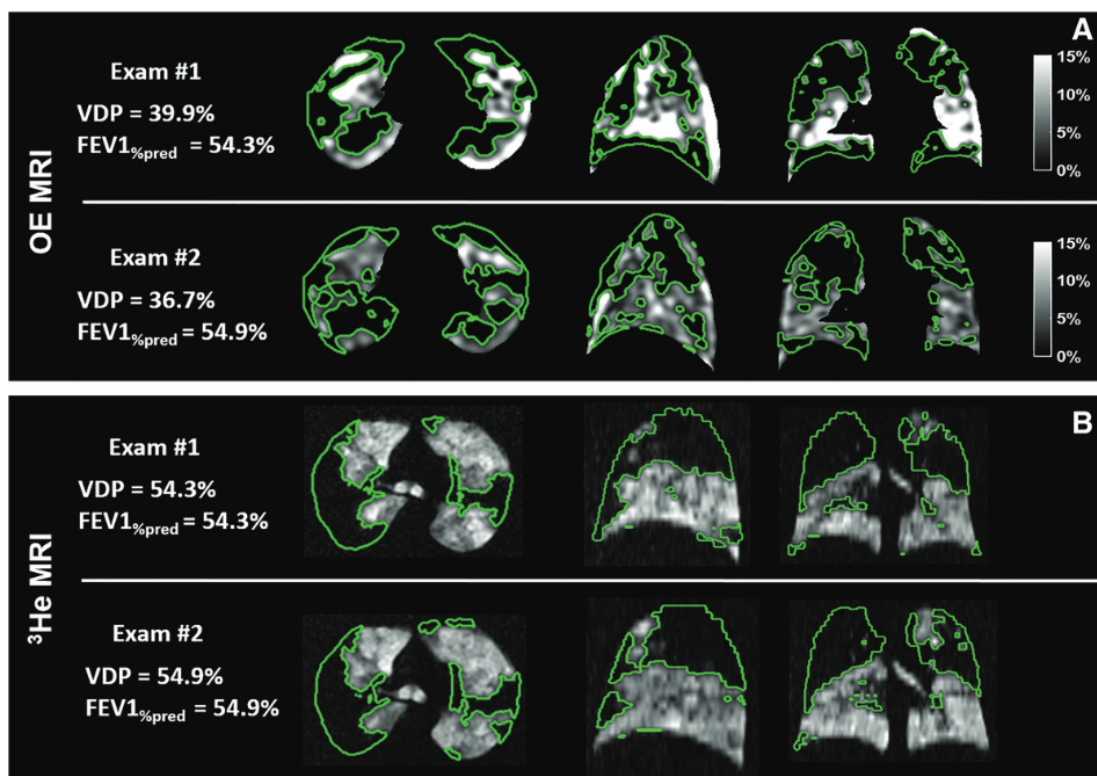 A
OE MRI
Exam #1
VDP = 39.9%
FEV1%pred = 54.3%
15%
10%
5%
0%
Exam #2
VDP = 36.7%
FEV1%pred = 54.9%
15%
10%
5%
0%
B
³He MRI
Exam #1
VDP = 54.3%
FEV1%pred = 54.3%
Exam #2
VDP = 54.9%
FEV1%pred = 54.9%